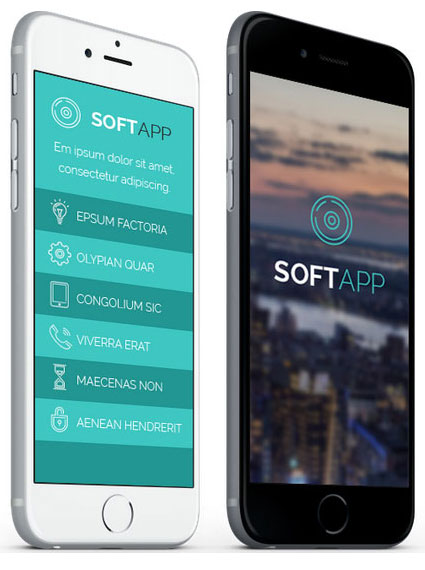 SOFTAPP
Em ipsum dolor sit amet,
consectetur adipiscing.
EPSUM FACTORIA
OLYPIAN QUAR
CONGOLIUM SIC
VIVERRA ERAT
MAECENAS NON
AENEAN HENDRERIT
SOFTAPP